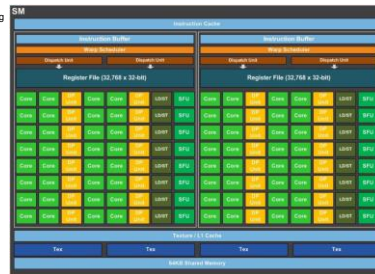 g
SM
Instruction Cache
Instruction Buffer Instruction Buffer
Warp Scheduler Warp Scheduler
Dispatch Unit Dispatch Unit Dispatch Unit Dispatch Unit
Register File (32,768 x 32-bit) Register File (32,768 x 32-bit)
Core Core DP Unit Core Core DP Unit LD/ST SFU Core Core DP Unit Core Core DP Unit LD/ST SFU
Core Core DP Unit Core Core DP Unit LD/ST SFU Core Core DP Unit Core Core DP Unit LD/ST SFU
Core Core DP Unit Core Core DP Unit LD/ST SFU Core Core DP Unit Core Core DP Unit LD/ST SFU
Core Core DP Unit Core Core DP Unit LD/ST SFU Core Core DP Unit Core Core DP Unit LD/ST SFU
Core Core DP Unit Core Core DP Unit LD/ST SFU Core Core DP Unit Core Core DP Unit LD/ST SFU
Core Core DP Unit Core Core DP Unit LD/ST SFU Core Core DP Unit Core Core DP Unit LD/ST SFU
Core Core DP Unit Core Core DP Unit LD/ST SFU Core Core DP Unit Core Core DP Unit LD/ST SFU
Core Core DP Unit Core Core DP Unit LD/ST SFU Core Core DP Unit Core Core DP Unit LD/ST SFU
Texture / L1 Cache
Tex Tex Tex Tex
64KB Shared Memory